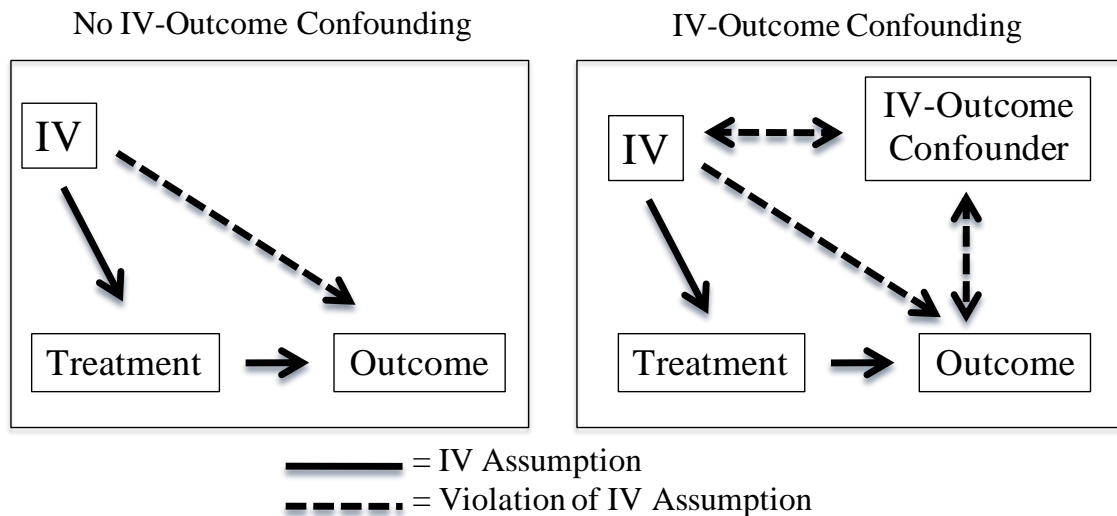 No IV-Outcome Confounding
IV
Treatment
Outcome
IV-Outcome Confounding
IV
IV-Outcome
Confounder
Treatment
Outcome
= IV Assumption
= Violation of IV Assumption